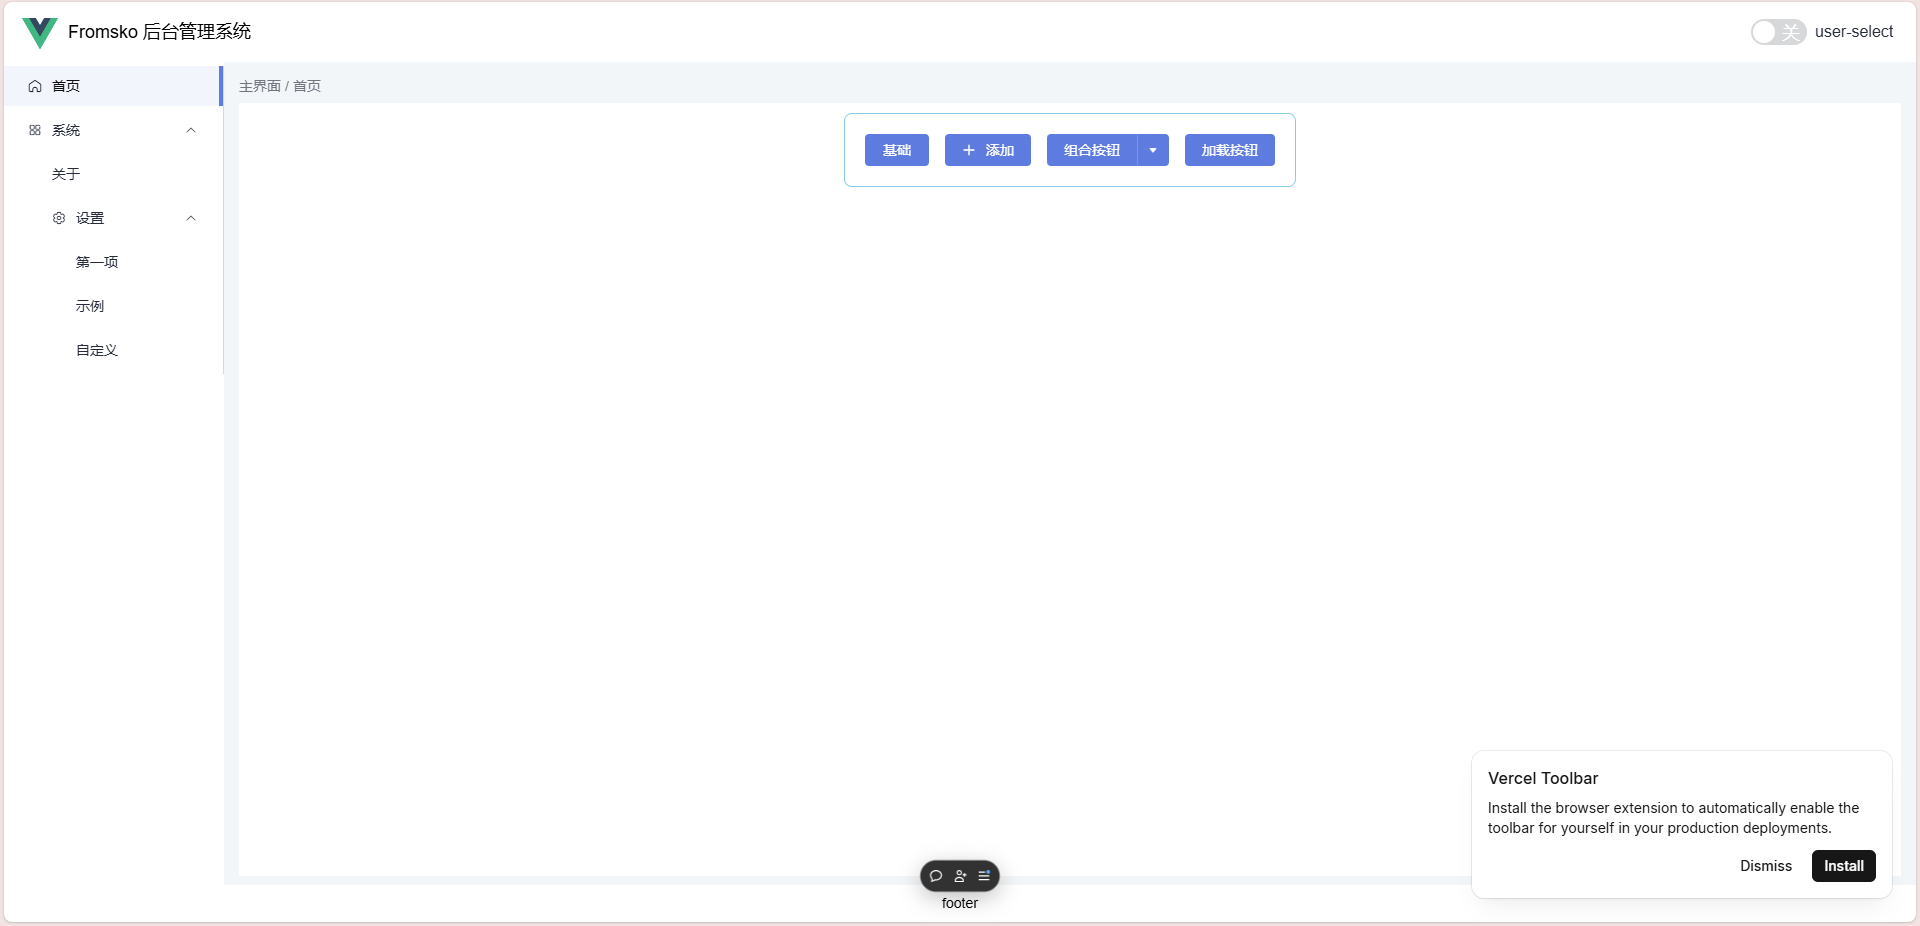 Fromsko 后台管理系统
关 user-select
首页
系统
关于
设置
第一项
示例
自定义
主界面 / 首页
基础 添加 组合按钮 加载按钮
Vercel Toolbar
Install the browser extension to automatically enable the
toolbar for yourself in your production deployments.
Dismiss Install
footer